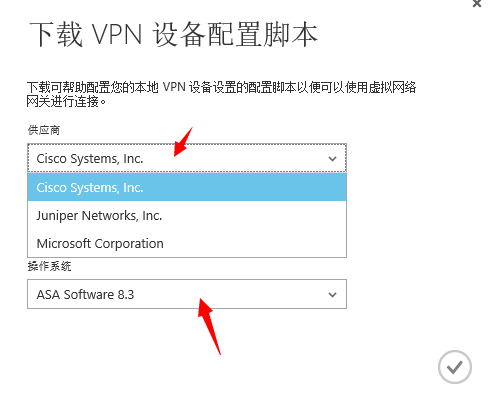 下载 VPN 设备配置脚本
下载可帮助配置您的本地 VPN 设备设置的配置脚本以便可以使用虚拟网络
网关进行连接。
供应商
Cisco Systems, Inc.
Cisco Systems, Inc.
Juniper Networks, Inc.
Microsoft Corporation
操作系统
ASA Software 8.3